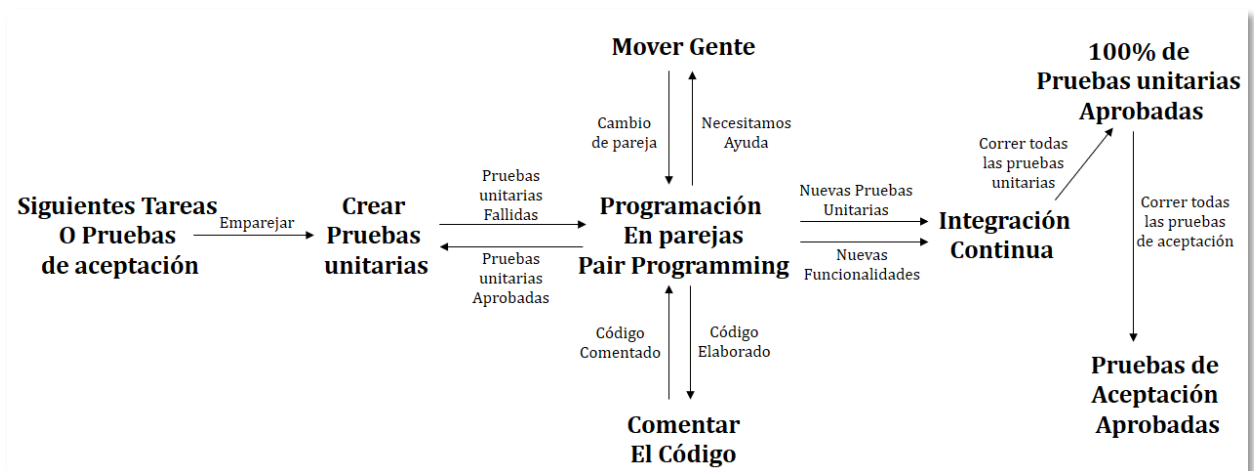 Mover Gente
100% de
Pruebas unitarias
Aprobadas
Cambio
de pareja
Necesitamos
Ayuda
Correr todas
las pruebas
unitarias
Siguientes Tareas
O Pruebas
de aceptación
Emparejar
Crear
Pruebas
unitarias
Pruebas
unitarias
Fallidas
Pruebas
unitarias
Aprobadas
Programación
En parejas
Pair Programming
Nuevas Pruebas
Unitarias
Nuevas
Funcionalidades
Integración
Continua
Correr todas
las pruebas
de aceptación
Código
Comentado
Código
Elaborado
Comentar
El Código
Pruebas de
Aceptación
Aprobadas